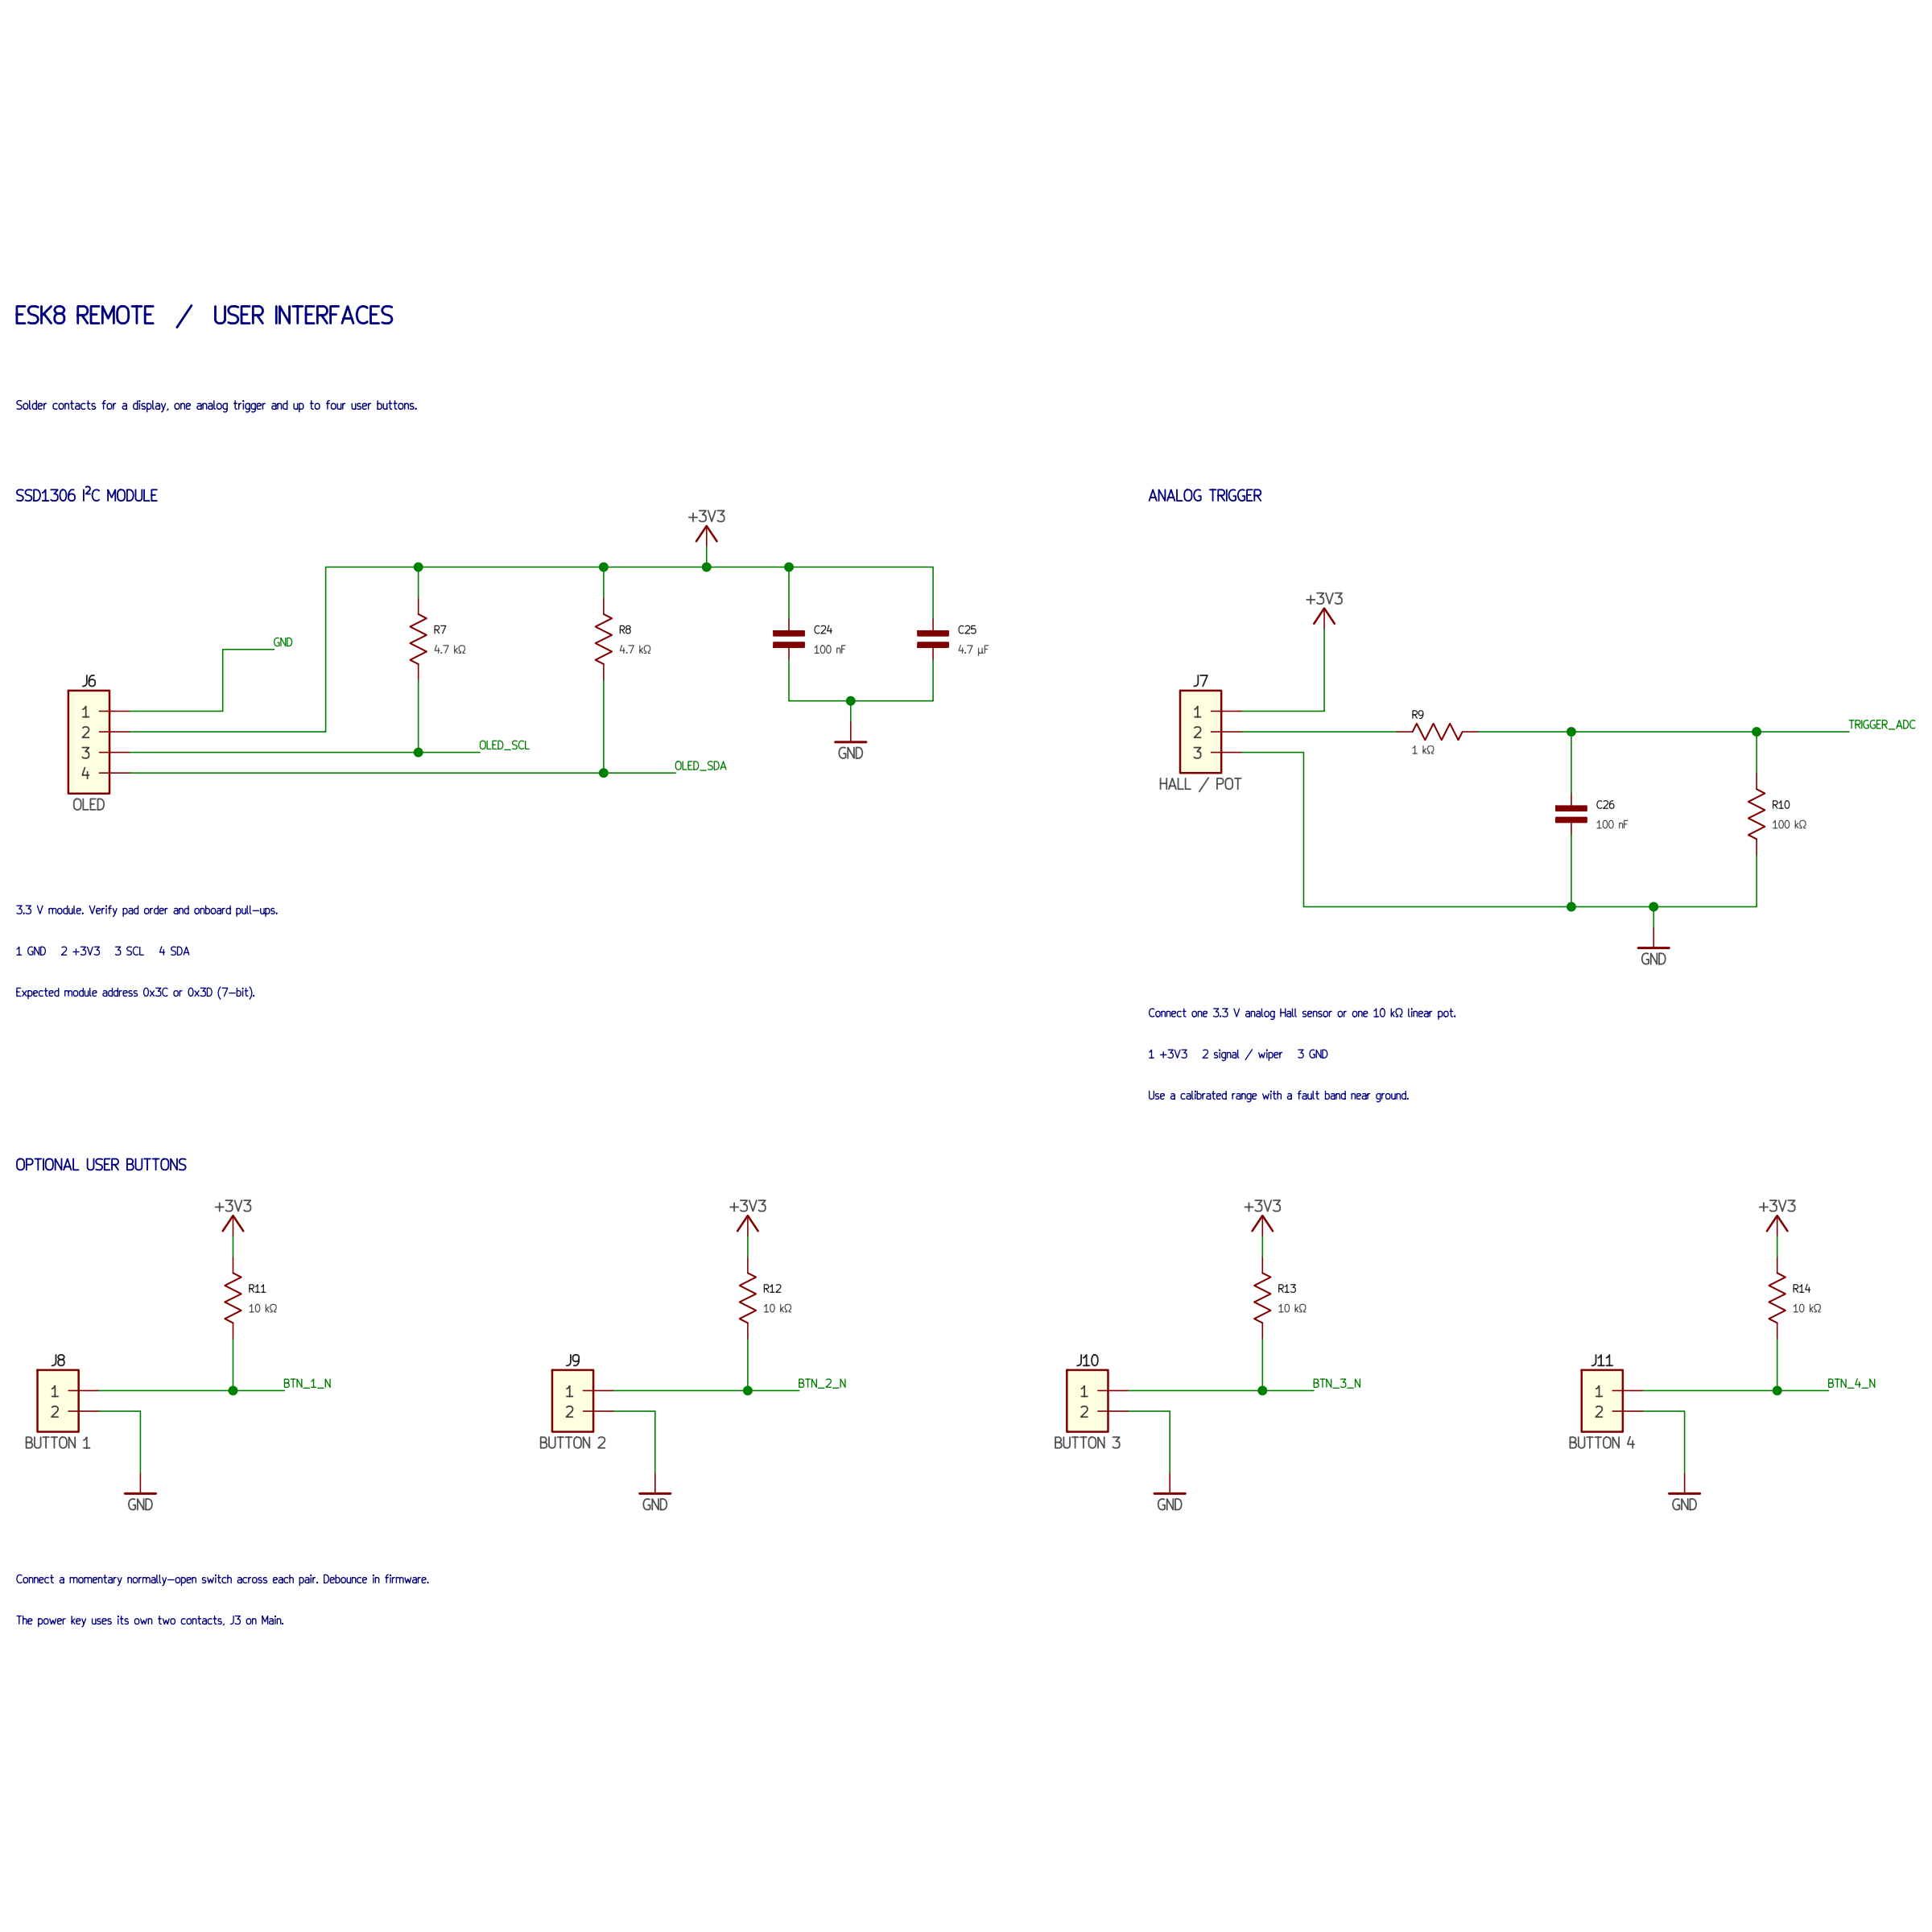 ESK8 REMOTE / USER INTERFACES
Solder contacts for a display, one analog trigger and up to four user buttons.
SSD1306 I²C MODULE
+3V3
R7
4.7 kΩ
R8
4.7 kΩ
C24
100 nF
C25
4.7 µF
GND
J6
1
2
3
4
OLED
OLED_SCL
OLED_SDA
GND
3.3 V module. Verify pad order and onboard pull-ups.
1 GND 2 +3V3 3 SCL 4 SDA
Expected module address 0x3C or 0x3D (7-bit).
ANALOG TRIGGER
+3V3
J7
1
2
3
HALL / POT
R9
1 kΩ
TRIGGER_ADC
C26
100 nF
R10
100 kΩ
GND
Connect one 3.3 V analog Hall sensor or one 10 kΩ linear pot.
1 +3V3 2 signal / wiper 3 GND
Use a calibrated range with a fault band near ground.
OPTIONAL USER BUTTONS
+3V3
R11
10 kΩ
J8
1
2
BUTTON 1
BTN_1_N
GND
+3V3
R12
10 kΩ
J9
1
2
BUTTON 2
BTN_2_N
GND
+3V3
R13
10 kΩ
J10
1
2
BUTTON 3
BTN_3_N
GND
+3V3
R14
10 kΩ
J11
1
2
BUTTON 4
BTN_4_N
GND
Connect a momentary normally-open switch across each pair. Debounce in firmware.
The power key uses its own two contacts, J3 on Main.